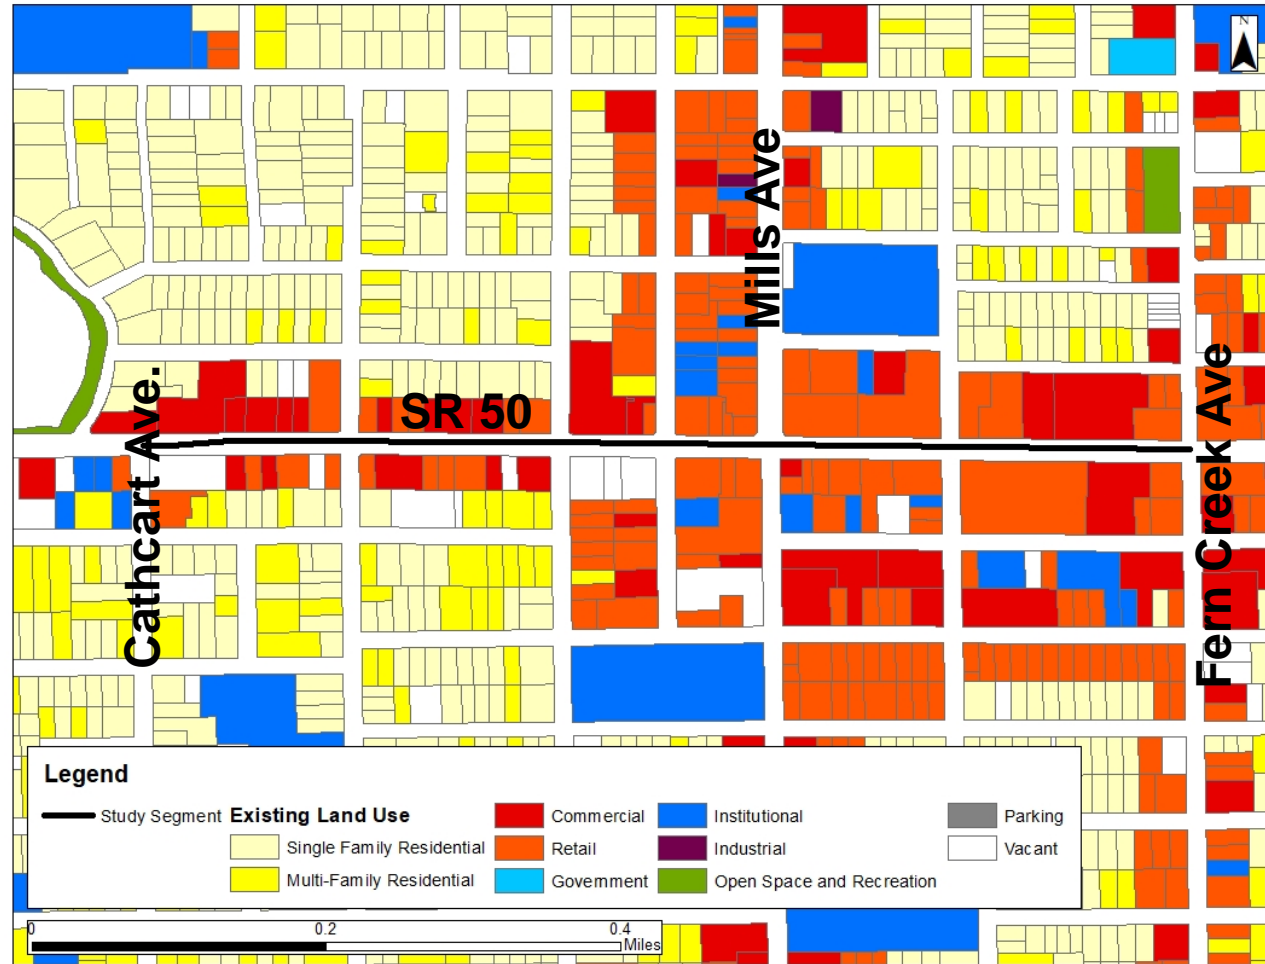 N
Mills Ave
SR 50
Cathcart Ave.
Fern Creek Ave
Legend
Study Segment
Existing Land Use
Single Family Residential
Multi-Family Residential
Commercial
Retail
Government
Institutional
Industrial
Open Space and Recreation
Parking
Vacant
0 0.2 0.4
Miles